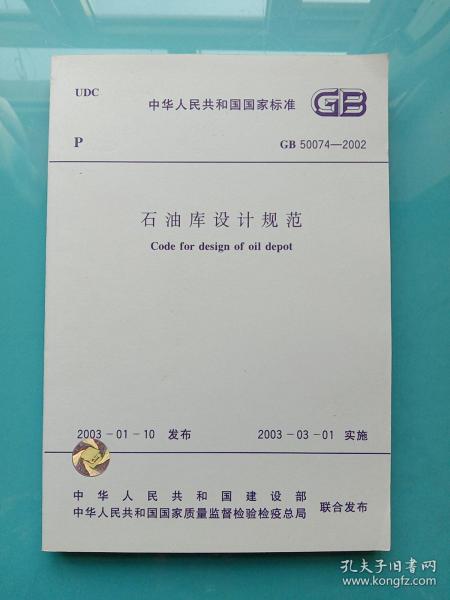 UDC
中华人民共和国国家标准 GB
P
GB 50074—2002
石油库设计规范
Code for design of oil depot
2003-01-10 发布
2003-03-01 实施
中华人民共和国建设部
中华人民共和国国家质量监督检验检疫总局
联合发布
孔夫子旧书网
www.kongfz.com